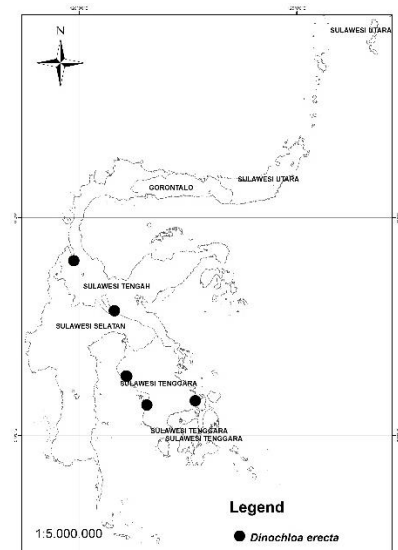 SULAWESI UTARA
N
SULAWESI UTARA
GORONTALO
SULAWESI TENGAH
SULAWESI SELATAN
SULAWESI TENGGARA
SULAWESI TENGGARA
SULAWESI TENGGARA
Legend
1:5.000.000
Dinochloa erecta